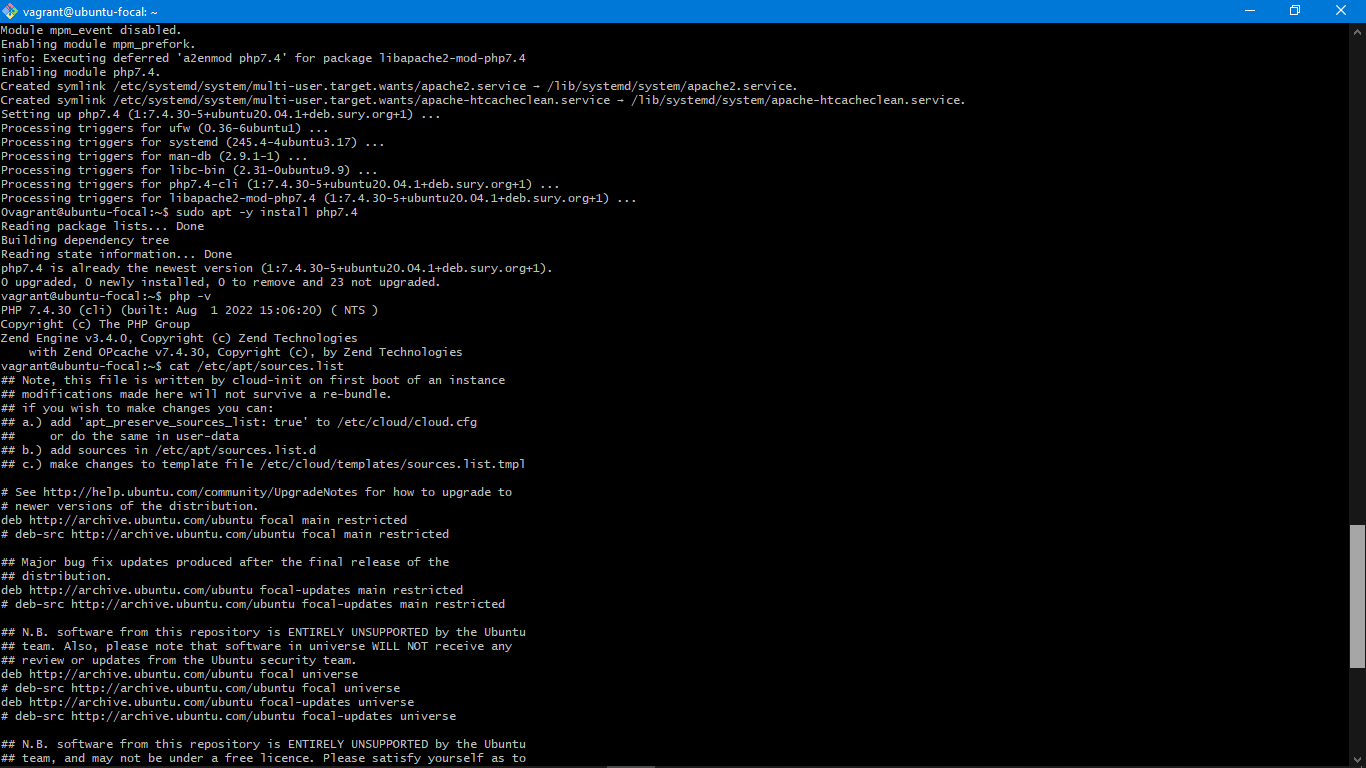 vagrant@ubuntu-focal: ~
Module mpm_event disabled.
Enabling module mpm_prefork.
info: Executing deferred 'a2enmod php7.4' for package libapache2-mod-php7.4
Enabling module php7.4.
Created symlink /etc/systemd/system/multi-user.target.wants/apache2.service → /lib/systemd/system/apache2.service.
Created symlink /etc/systemd/system/multi-user.target.wants/apache-htcacheclean.service → /lib/systemd/system/apache-htcacheclean.service.
Setting up php7.4 (1:7.4.30-5+ubuntu20.04.1+deb.sury.org+1) ...
Processing triggers for ufw (0.36-6ubuntu1) ...
Processing triggers for systemd (245.4-4ubuntu3.17) ...
Processing triggers for man-db (2.9.1-1) ...
Processing triggers for libc-bin (2.31-0ubuntu9.9) ...
Processing triggers for php7.4-cli (1:7.4.30-5+ubuntu20.04.1+deb.sury.org+1) ...
Processing triggers for libapache2-mod-php7.4 (1:7.4.30-5+ubuntu20.04.1+deb.sury.org+1) ...
Ovagrant@ubuntu-focal:~$ sudo apt -y install php7.4
Reading package lists... Done
Building dependency tree
Reading state information... Done
php7.4 is already the newest version (1:7.4.30-5+ubuntu20.04.1+deb.sury.org+1).
0 upgraded, 0 newly installed, 0 to remove and 23 not upgraded.
vagrant@ubuntu-focal:~$ php -v
PHP 7.4.30 (cli) (built: Aug  1 2022 15:06:20) ( NTS )
Copyright (c) The PHP Group
Zend Engine v3.4.0, Copyright (c) Zend Technologies
    with Zend OPcache v7.4.30, Copyright (c), by Zend Technologies
vagrant@ubuntu-focal:~$ cat /etc/apt/sources.list
## Note, this file is written by cloud-init on first boot of an instance
## modifications made here will not survive a re-bundle.
## if you wish to make changes you can:
## a.) add 'apt_preserve_sources_list: true' to /etc/cloud/cloud.cfg
##     or do the same in user-data
## b.) add sources in /etc/apt/sources.list.d
## c.) make changes to template file /etc/cloud/templates/sources.list.tmpl
# See http://help.ubuntu.com/community/UpgradeNotes for how to upgrade to
# newer versions of the distribution.
deb http://archive.ubuntu.com/ubuntu focal main restricted
# deb-src http://archive.ubuntu.com/ubuntu focal main restricted
## Major bug fix updates produced after the final release of the
## distribution.
deb http://archive.ubuntu.com/ubuntu focal-updates main restricted
# deb-src http://archive.ubuntu.com/ubuntu focal-updates main restricted
## N.B. software from this repository is ENTIRELY UNSUPPORTED by the Ubuntu
## team. Also, please note that software in universe WILL NOT receive any
## review or updates from the Ubuntu security team.
deb http://archive.ubuntu.com/ubuntu focal universe
# deb-src http://archive.ubuntu.com/ubuntu focal universe
deb http://archive.ubuntu.com/ubuntu focal-updates universe
# deb-src http://archive.ubuntu.com/ubuntu focal-updates universe
## N.B. software from this repository is ENTIRELY UNSUPPORTED by the Ubuntu
## team, and may not be under a free licence. Please satisfy yourself as to